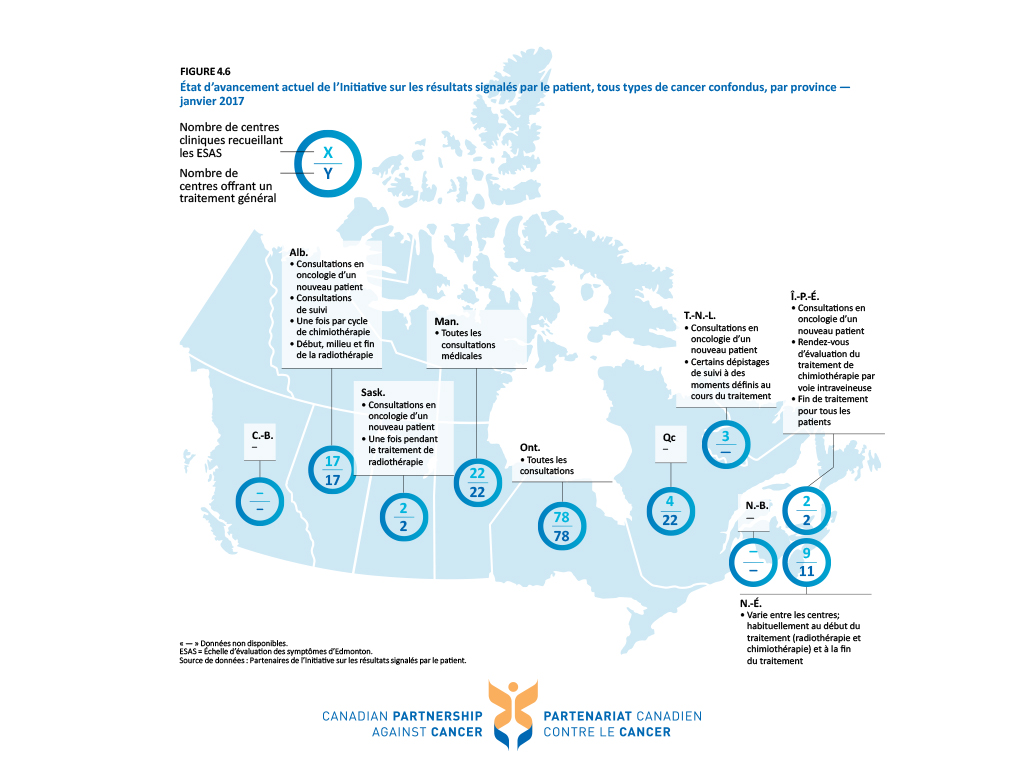 FIGURE 4.6
État d’avancement actuel de l’Initiative sur les résultats signalés par le patient, tous types de cancer confondus, par province —
janvier 2017
Nombre de centres
cliniques recueillant
les ESAS
X
Y
Nombre de
centres offrant un
traitement général
Alb.
• Consultations en
oncologie d’un
nouveau patient
• Consultations
de suivi
• Une fois par cycle
de chimiothérapie
• Début, milieu et fin
de la radiothérapie
17
17
Man.
• Toutes les
consultations
médicales
22
22
Sask.
• Consultations en
oncologie d’un
nouveau patient
• Une fois pendant
le traitement de
radiothérapie
2
2
C.-B.
–
–
–
Ont.
• Toutes les
consultations
78
78
Qc
–
4
22
T.-N.-L.
• Consultations en
oncologie d’un
nouveau patient
• Certains dépistages
de suivi à des
moments définis au
cours du traitement
3
—
Î.-P.-É.
• Consultations en
oncologie d’un
nouveau patient
• Rendez-vous
d’évaluation du
traitement de
chimiothérapie par
voie intraveineuse
• Fin de traitement
pour tous les
patients
2
2
N.-B.
—
–
–
9
11
N.-É.
• Varie entre les centres;
habituellement au début du
traitement (radiothérapie et
chimiothérapie) et à la fin
du traitement
« — » Données non disponibles.
ESAS = Échelle d’évaluation des symptômes d’Edmonton.
Source de données : Partenaires de l’Initiative sur les résultats signalés par le patient.
CANADIAN PARTNERSHIP
AGAINST CANCER
PARTENARIAT CANADIEN
CONTRE LE CANCER